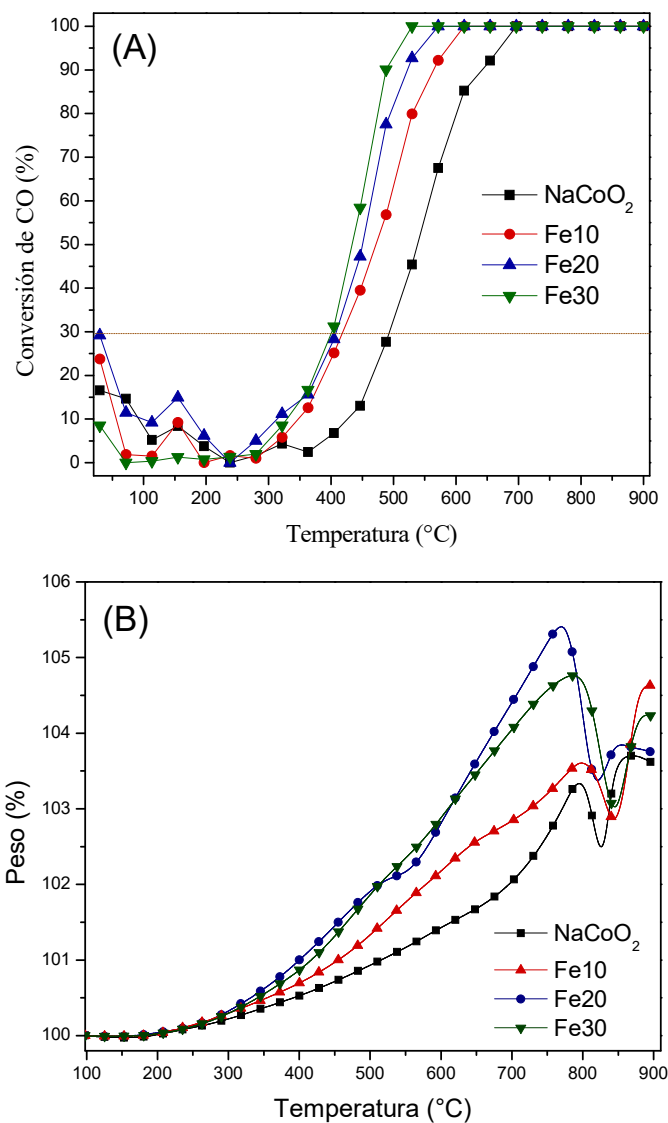 (A)
100
90
80
70
60
50
40
30
20
10
0
Conversión de CO (%)
NaCoO₂
Fe10
Fe20
Fe30
100 200 300 400 500 600 700 800 900
Temperatura (°C)
(B)
106
105
104
103
102
101
100
Peso (%)
NaCoO₂
Fe10
Fe20
Fe30
100 200 300 400 500 600 700 800 900
Temperatura (°C)